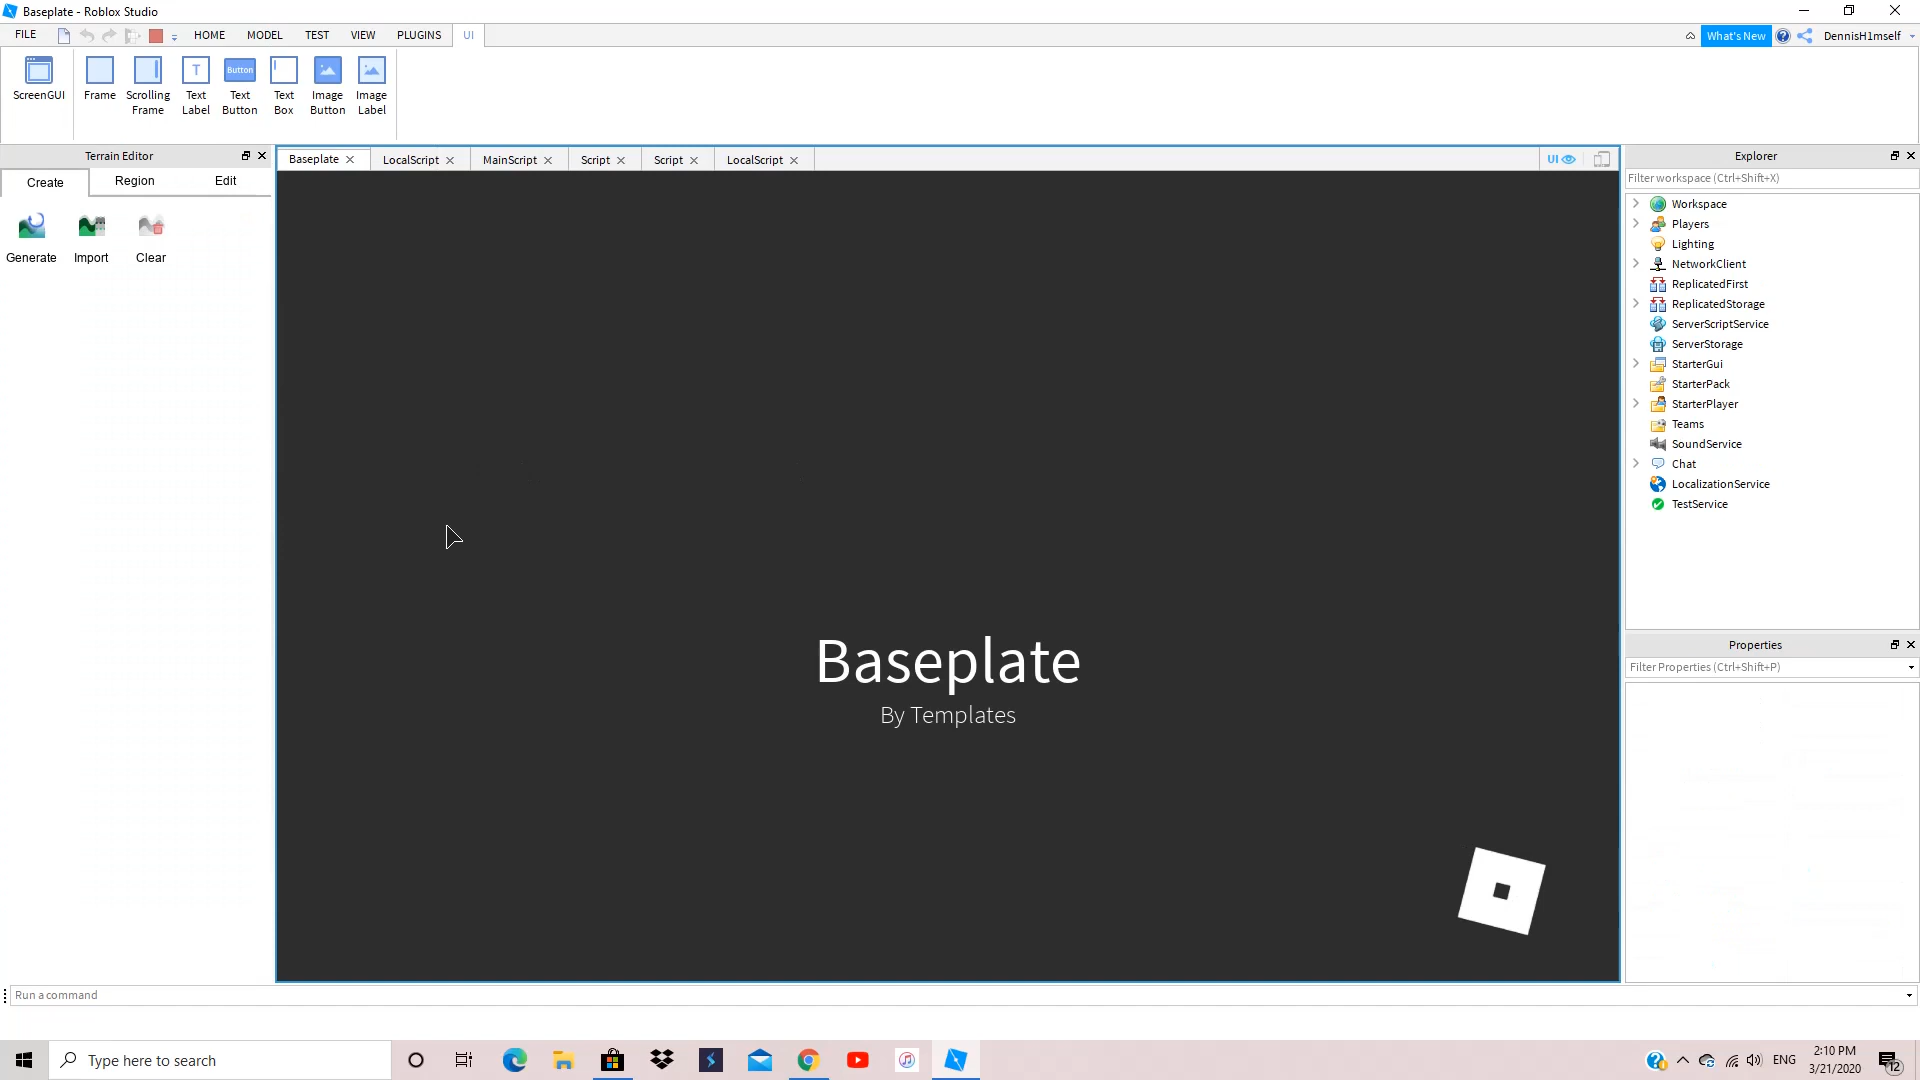 Baseplate - Roblox Studio
FILE HOME MODEL TEST VIEW PLUGINS UI What's New DennisH1mself
ScreenGUI Frame Scrolling Frame Text Label Text Button Button Text Box Image Button Image Label
Terrain Editor
Create Region Edit
Generate Import Clear
Baseplate LocalScript MainScript Script Script LocalScript UI
Baseplate
By Templates
Explorer
Filter workspace (Ctrl+Shift+X)
Workspace
Players
Lighting
NetworkClient
ReplicatedFirst
ReplicatedStorage
ServerScriptService
ServerStorage
StarterGui
StarterPack
StarterPlayer
Teams
SoundService
Chat
LocalizationService
TestService
Properties
Filter Properties (Ctrl+Shift+P)
Run a command
Type here to search
ENG
2:10 PM
3/21/2020
12